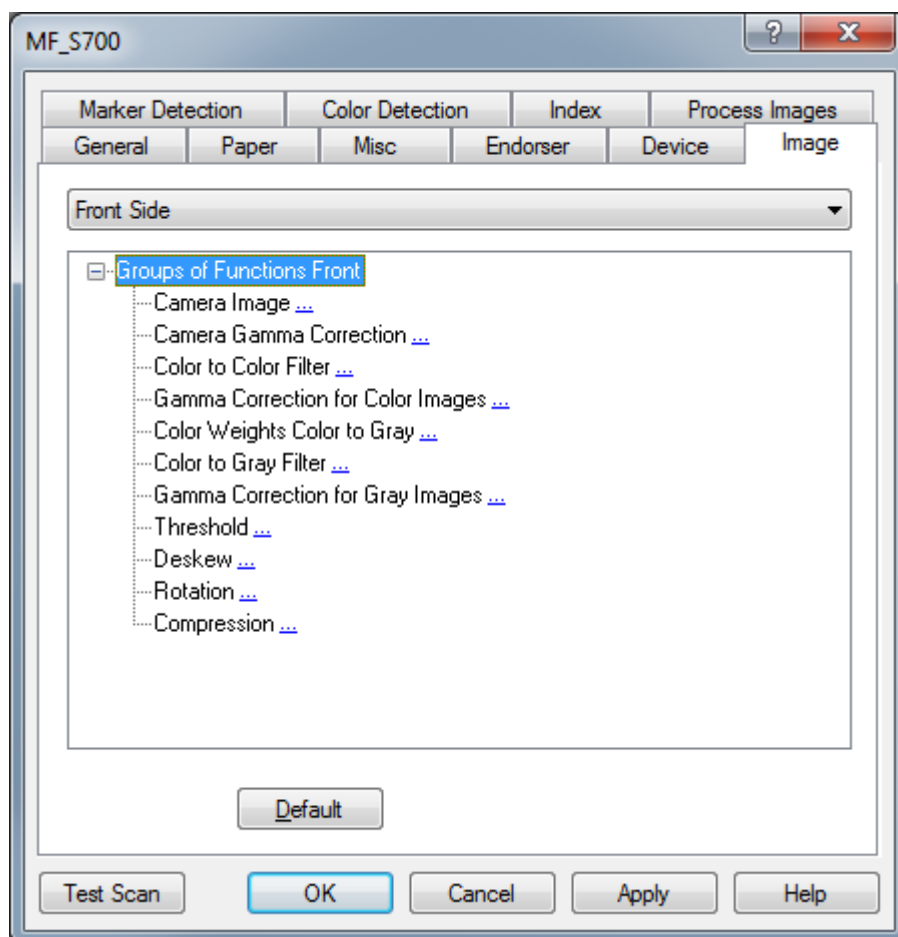 MF_S700
Marker Detection Color Detection Index Process Images
General Paper Misc Endorser Device Image
Front Side
Groups of Functions Front
Camera Image ...
Camera Gamma Correction ...
Color to Color Filter ...
Gamma Correction for Color Images ...
Color Weights Color to Gray ...
Color to Gray Filter ...
Gamma Correction for Gray Images ...
Threshold ...
Deskew ...
Rotation ...
Compression ...
Default
Test Scan OK Cancel Apply Help